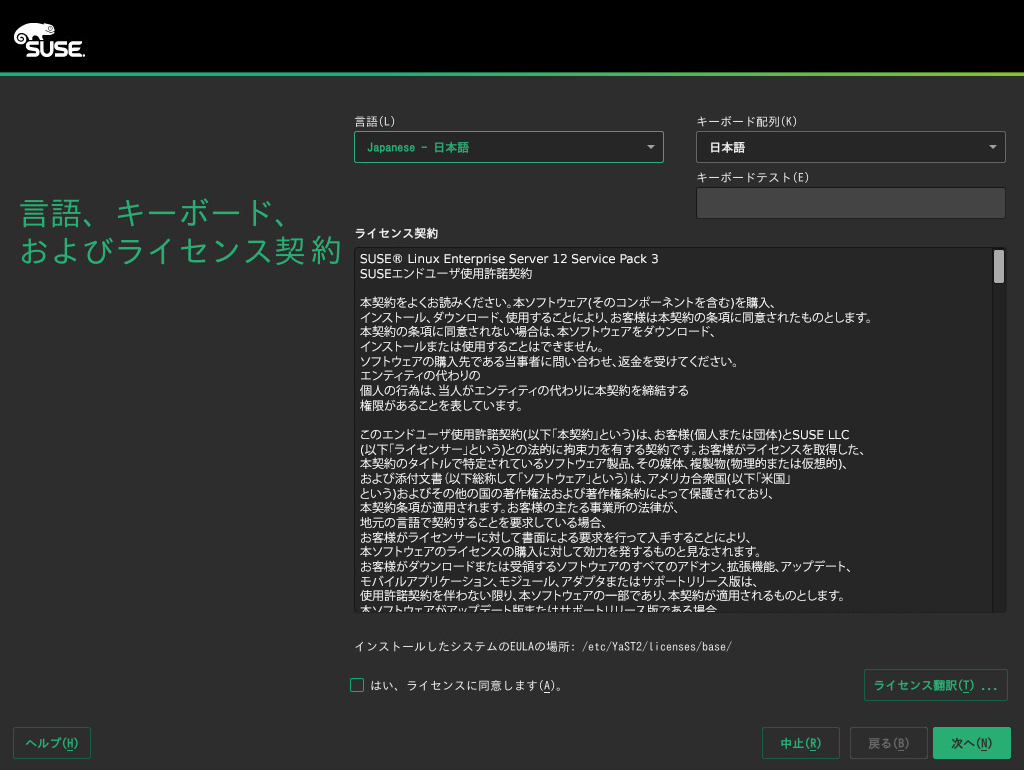 SUSE
言語(L)
キーボード配列(K)
Japanese - 日本語
日本語
キーボードテスト(E)
言語、キーボード、
およびライセンス契約
ライセンス契約
SUSE® Linux Enterprise Server 12 Service Pack 3
SUSEエンドユーザ使用許諾契約
本契約をよくお読みください。本ソフトウェア(そのコンポーネントを含む)を購入、
インストール、ダウンロード、使用することにより、お客様は本契約の条項に同意されたものとします。
本契約の条項に同意されない場合は、本ソフトウェアをダウンロード、
インストールまたは使用することはできません。
ソフトウェアの購入先である当事者に問い合わせ、返金を受けてください。
エンティティの代わりの
個人の行為は、当人がエンティティの代わりに本契約を締結する
権限があることを表しています。
このエンドユーザ使用許諾契約(以下「本契約」という)は、お客様(個人または団体)とSUSE LLC
(以下「ライセンサー」という)との法的に拘束力を有する契約です。お客様がライセンスを取得した、
本契約のタイトルで特定されているソフトウェア製品、その媒体、複製物(物理的または仮想的)、
および添付文書(以下総称して「ソフトウェア」という)は、アメリカ合衆国(以下「米国」
という)およびその他の国の著作権法および著作権条約によって保護されており、
本契約条項が適用されます。お客様の主たる事業所の法律が、
地元の言語で契約することを要求している場合、
お客様がライセンサーに対して書面による要求を行って入手することにより、
本ソフトウェアのライセンスの購入に対して効力を発するものと見なされます。
お客様がダウンロードまたは受領するソフトウェアのすべてのアドオン、拡張機能、アップデート、
モバイルアプリケーション、モジュール、アダプタまたはサポートリリース版は、
使用許諾契約を伴わない限り、本ソフトウェアの一部であり、本契約が適用されるものとします。
本ソフトウェアがアップデート版またはサポートリリース版である場合、
インストールしたシステムのEULAの場所: /etc/YaST2/licenses/base/
はい、ライセンスに同意します(A)。
ライセンス翻訳(T) ...
ヘルプ(H)
中止(R)
戻る(B)
次へ(N)